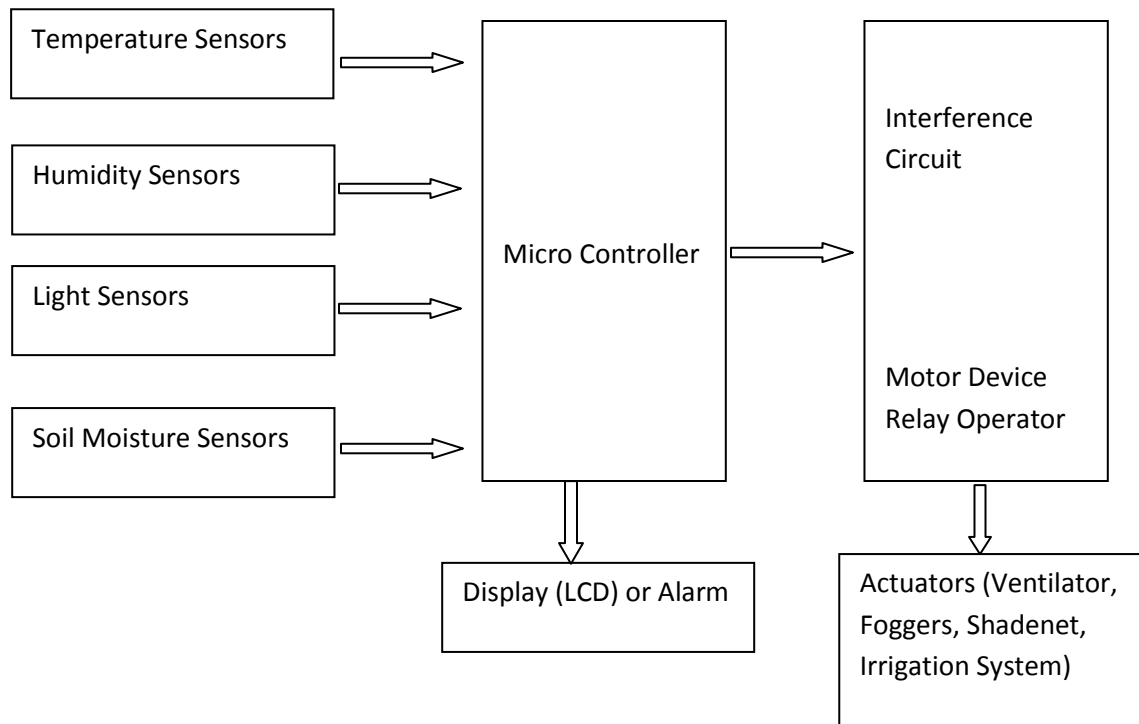 Temperature Sensors
Humidity Sensors
Light Sensors
Soil Moisture Sensors
Micro Controller
Interference
Circuit
Motor Device
Relay Operator
Display (LCD) or Alarm
Actuators (Ventilator,
Foggers, Shadenet,
Irrigation System)